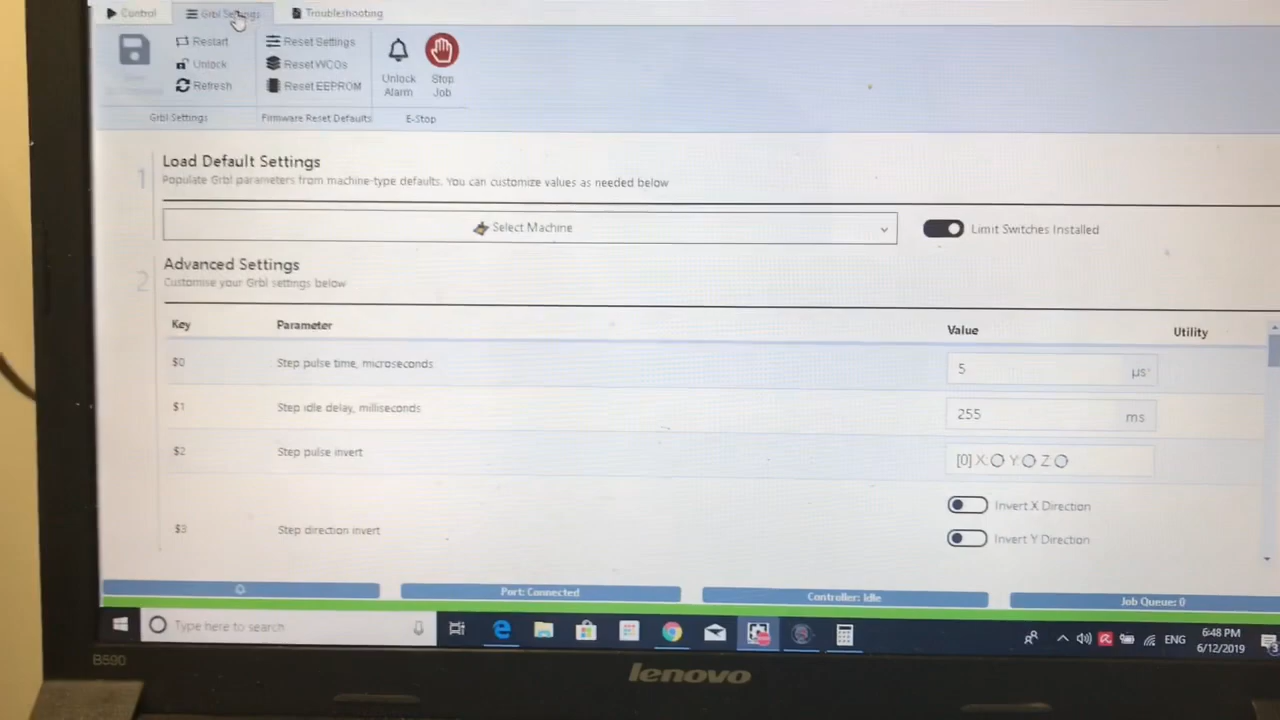 Control Grbl Settings Troubleshooting
Restart
Unlock
Refresh
Reset Settings
Reset WCOs
Reset EEPROM
Unlock
Alarm
Stop
Job
Grbl Settings Firmware Reset Defaults E-Stop
1
Load Default Settings
Populate Grbl parameters from machine-type defaults. You can customize values as needed below
Select Machine
Limit Switches Installed
2
Advanced Settings
Customise your Grbl settings below
Key Parameter Value Utility
$0 Step pulse time, microseconds 5 µs
$1 Step idle delay, milliseconds 255 ms
$2 Step pulse invert [0] X: Y: Z:
Invert X Direction
$3 Step direction invert
Invert Y Direction
Port: Connected Controller: Idle Job Queue: 0
Type here to search
ENG
6:48 PM
6/12/2019
3
B590
lenovo